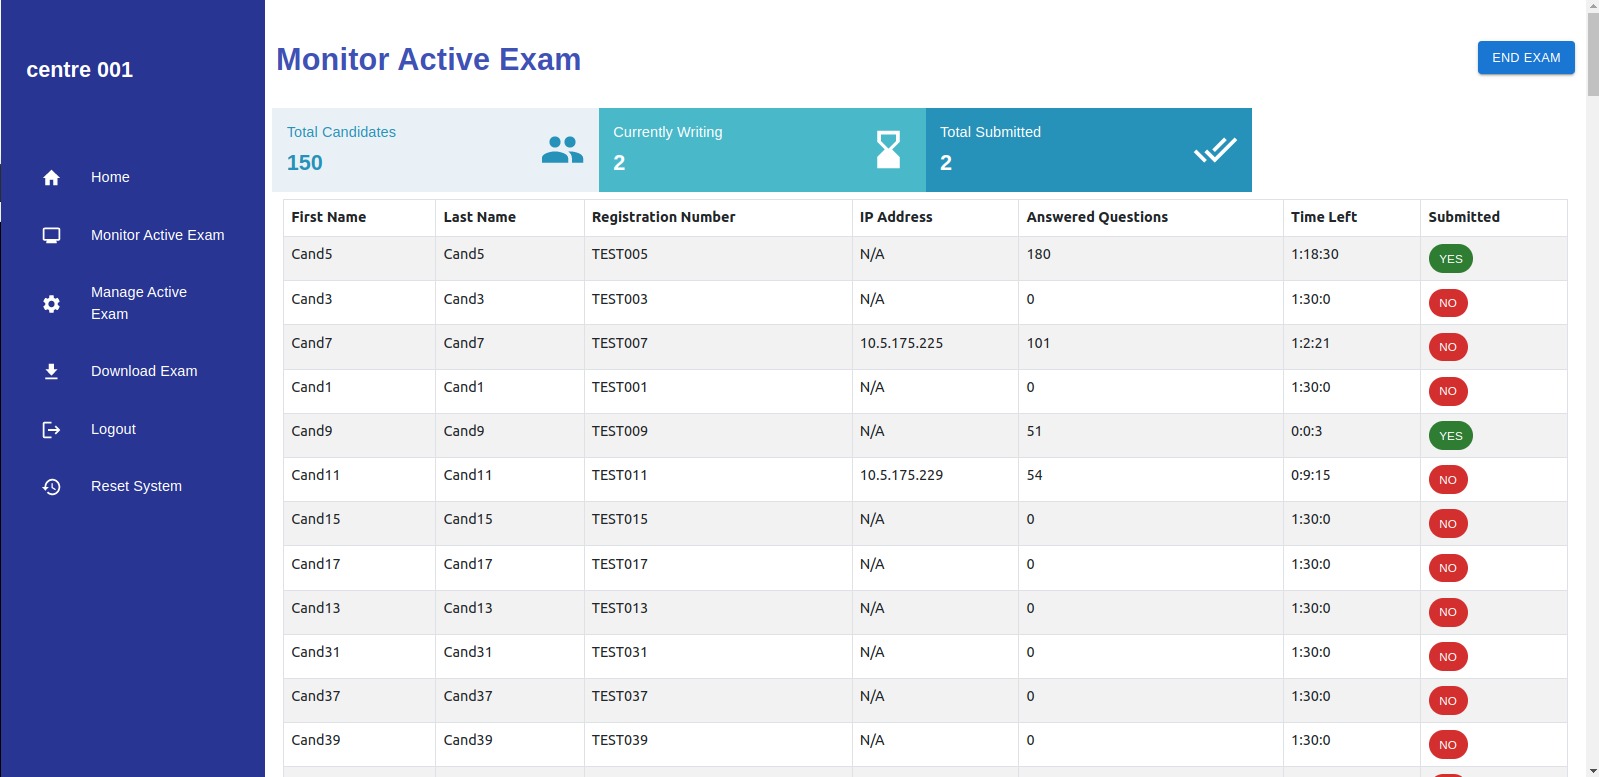 centre 001
Home
Monitor Active Exam
Manage Active
Exam
Download Exam
Logout
Reset System
Monitor Active Exam
END EXAM
Total Candidates
150
Currently Writing
2
Total Submitted
2
First Name Last Name Registration Number IP Address Answered Questions Time Left Submitted
Cand5 Cand5 TEST005 N/A 180 1:18:30 YES
Cand3 Cand3 TEST003 N/A 0 1:30:0 NO
Cand7 Cand7 TEST007 10.5.175.225 101 1:2:21 NO
Cand1 Cand1 TEST001 N/A 0 1:30:0 NO
Cand9 Cand9 TEST009 N/A 51 0:0:3 YES
Cand11 Cand11 TEST011 10.5.175.229 54 0:9:15 NO
Cand15 Cand15 TEST015 N/A 0 1:30:0 NO
Cand17 Cand17 TEST017 N/A 0 1:30:0 NO
Cand13 Cand13 TEST013 N/A 0 1:30:0 NO
Cand31 Cand31 TEST031 N/A 0 1:30:0 NO
Cand37 Cand37 TEST037 N/A 0 1:30:0 NO
Cand39 Cand39 TEST039 N/A 0 1:30:0 NO